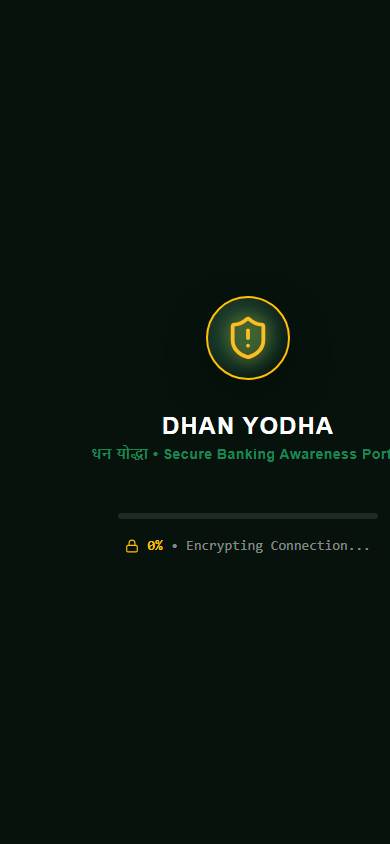 DHAN YODHA
धन योद्धा • Secure Banking Awareness Port
0% • Encrypting Connection...